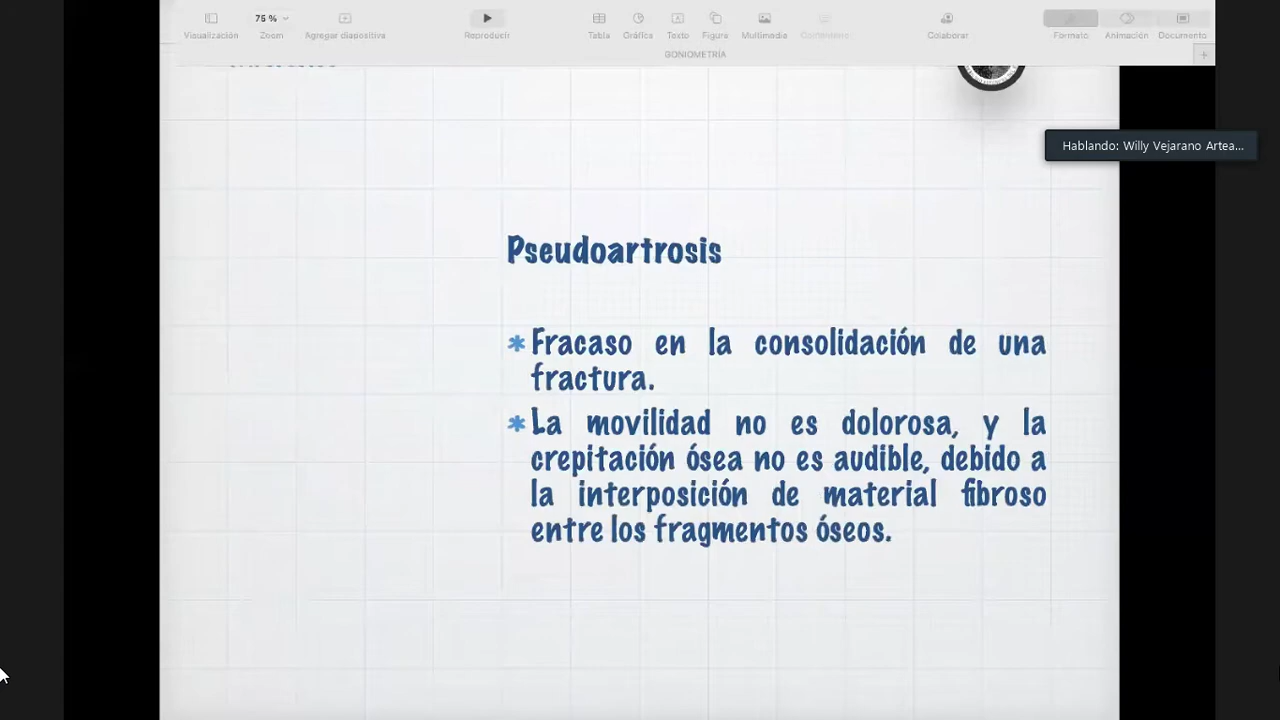 75 %
Visualización Zoom Agregar diapositiva Reproducir Tabla Gráfica Texto Figura Multimedia Comentario Colaborar Formato Animación Documento
GONIOMETRÍA
Hablando: Willy Vejarano Artea...
Pseudoartrosis
* Fracaso en la consolidación de una
fractura.
* La movilidad no es dolorosa, y la
crepitación ósea no es audible, debido a
la interposición de material fibroso
entre los fragmentos óseos.